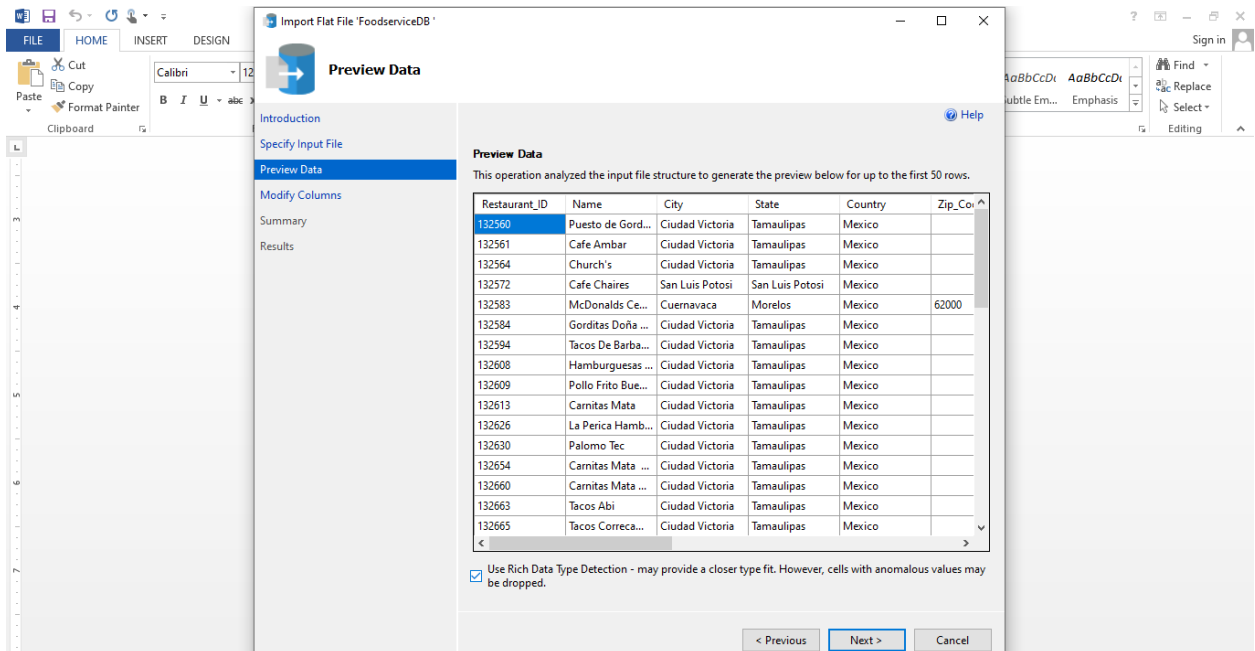 Import Flat File 'FoodserviceDB '
?
FILE HOME INSERT DESIGN
Sign in
Cut
Copy
Format Painter
Paste
Clipboard
Calibri 12
B I U abc
AaBbCcDt AaBbCcDt
Emphasis
Find
Replace
Select
Editing
Preview Data
Introduction
Specify Input File
Preview Data
Modify Columns
Summary
Results
Help
Preview Data
This operation analyzed the input file structure to generate the preview below for up to the first 50 rows.
Restaurant_ID Name City State Country Zip_Co
132560 Puesto de Gord... Ciudad Victoria Tamaulipas Mexico
132561 Cafe Ambar Ciudad Victoria Tamaulipas Mexico
132564 Church's Ciudad Victoria Tamaulipas Mexico
132572 Cafe Chaires San Luis Potosi San Luis Potosi Mexico
132583 McDonalds Ce... Cuernavaca Morelos Mexico 62000
132584 Gorditas Doña ... Ciudad Victoria Tamaulipas Mexico
132594 Tacos De Barba... Ciudad Victoria Tamaulipas Mexico
132608 Hamburguesas ... Ciudad Victoria Tamaulipas Mexico
132609 Pollo Frito Bue... Ciudad Victoria Tamaulipas Mexico
132613 Carnitas Mata Ciudad Victoria Tamaulipas Mexico
132626 La Perica Hamb... Ciudad Victoria Tamaulipas Mexico
132630 Palomo Tec Ciudad Victoria Tamaulipas Mexico
132654 Carnitas Mata ... Ciudad Victoria Tamaulipas Mexico
132660 Carnitas Mata ... Ciudad Victoria Tamaulipas Mexico
132663 Tacos Abi Ciudad Victoria Tamaulipas Mexico
132665 Tacos Correca... Ciudad Victoria Tamaulipas Mexico
Use Rich Data Type Detection - may provide a closer type fit. However, cells with anomalous values may
be dropped.
< Previous Next > Cancel
3
4
5
6
7